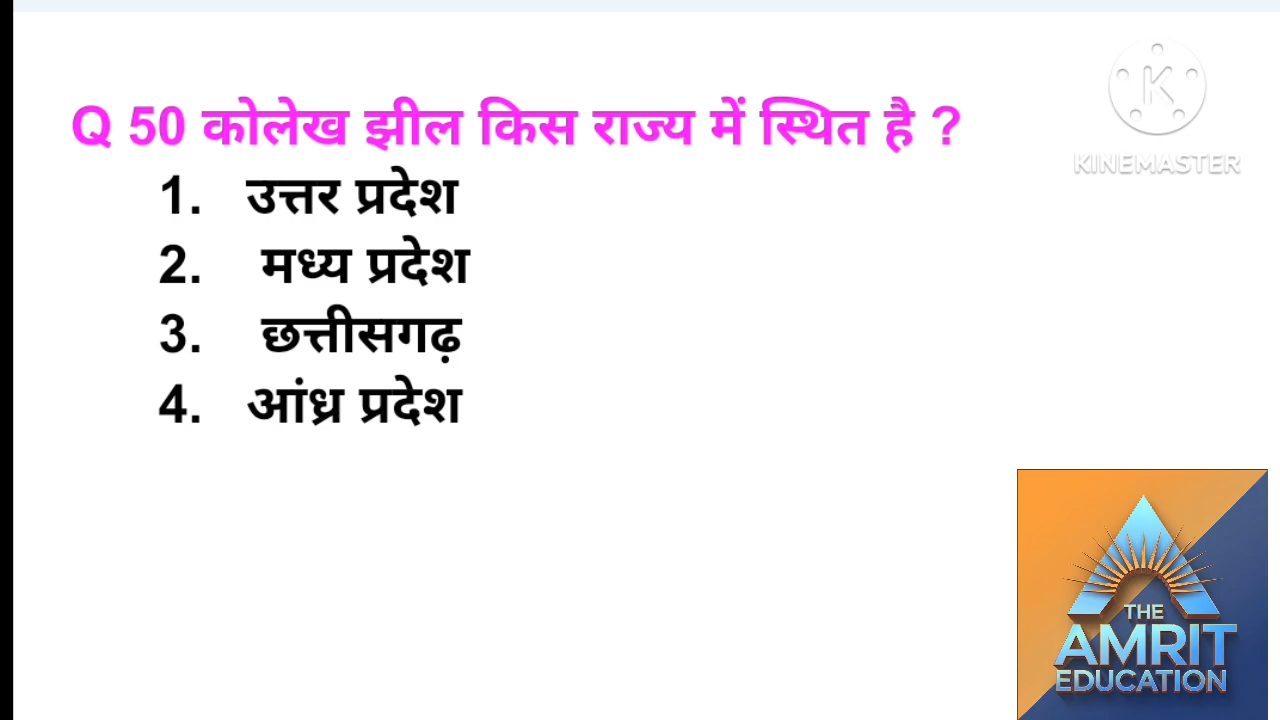 Q 50 कोलेख झील किस राज्य में स्थित है ?
1. उत्तर प्रदेश
2. मध्य प्रदेश
3. छत्तीसगढ़
4. आंध्र प्रदेश
K
KINEMASTER
THE
AMRIT
EDUCATION